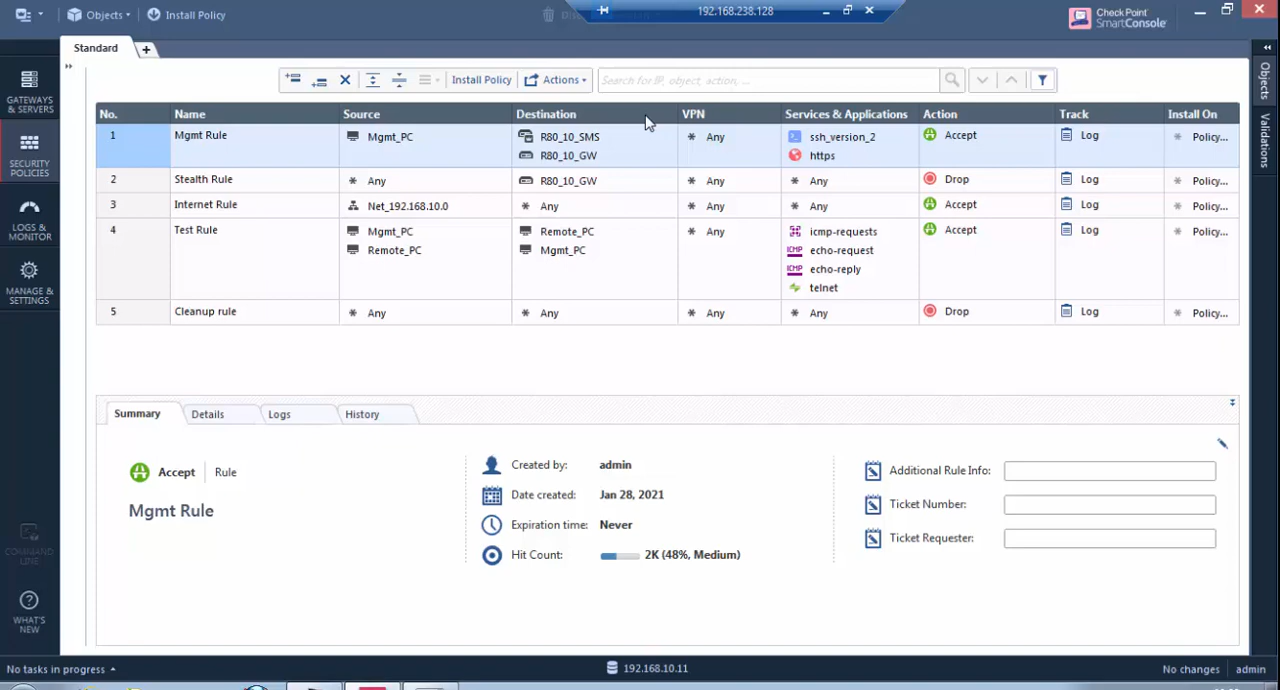 192.168.238.128
Objects
Install Policy
Check Point
SmartConsole
Standard
+
GATEWAYS
& SERVERS
SECURITY
POLICIES
LOGS &
MONITOR
MANAGE &
SETTINGS
COMMAND
LINE
WHAT'S
NEW
Install Policy
Actions
Search for IP, object, action, ...
No. Name Source Destination VPN Services & Applications Action Track Install On
1 Mgmt Rule Mgmt_PC R80_10_SMS * Any ssh_version_2 Accept Log * Policy...
R80_10_GW https
2 Stealth Rule * Any R80_10_GW * Any * Any Drop Log * Policy...
3 Internet Rule Net_192.168.10.0 * Any * Any * Any Accept Log * Policy...
4 Test Rule Mgmt_PC Remote_PC * Any icmp-requests Accept Log * Policy...
Remote_PC Mgmt_PC ICMP echo-request
ICMP echo-reply
telnet
5 Cleanup rule * Any * Any * Any * Any Drop Log * Policy...
Summary Details Logs History
Accept Rule
Mgmt Rule
Created by: admin
Date created: Jan 28, 2021
Expiration time: Never
Hit Count: 2K (48%, Medium)
Additional Rule Info:
Ticket Number:
Ticket Requester:
Objects
Validations
No tasks in progress
192.168.10.11
No changes
admin